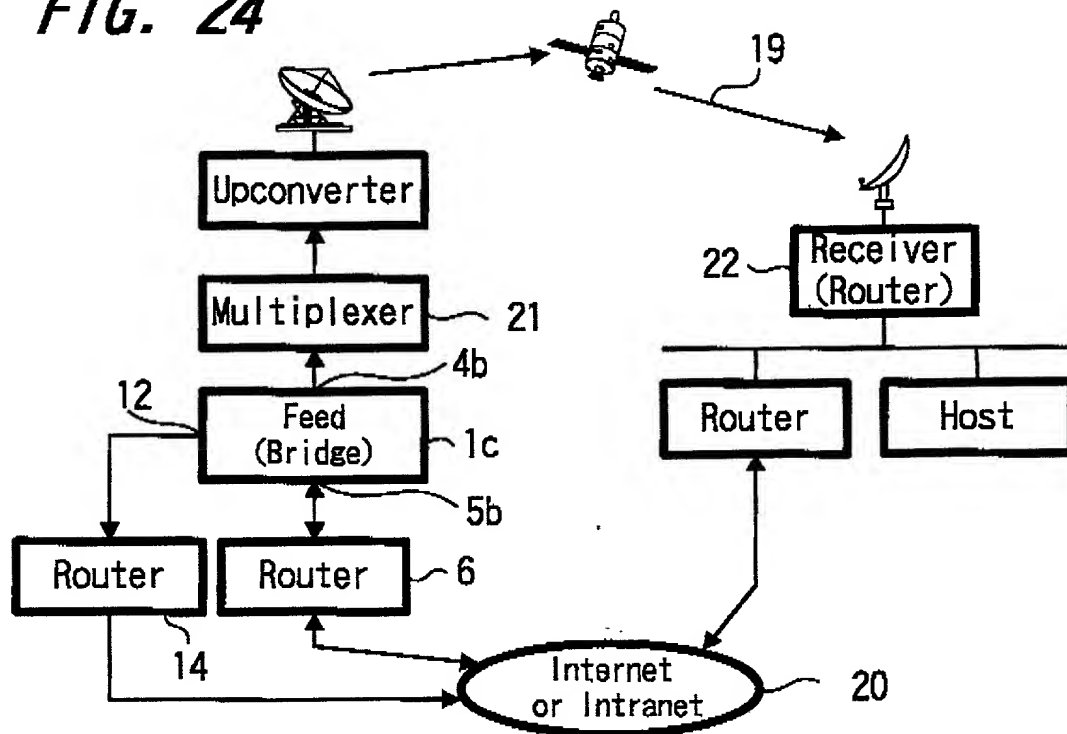 FIG. 24
19
Upconverter
22
Receiver
(Router)
Multiplexer
21
4b
12
Feed
(Bridge)
1c
Router
Host
5b
Router
Router
6
14
Internet
or Intranet
20